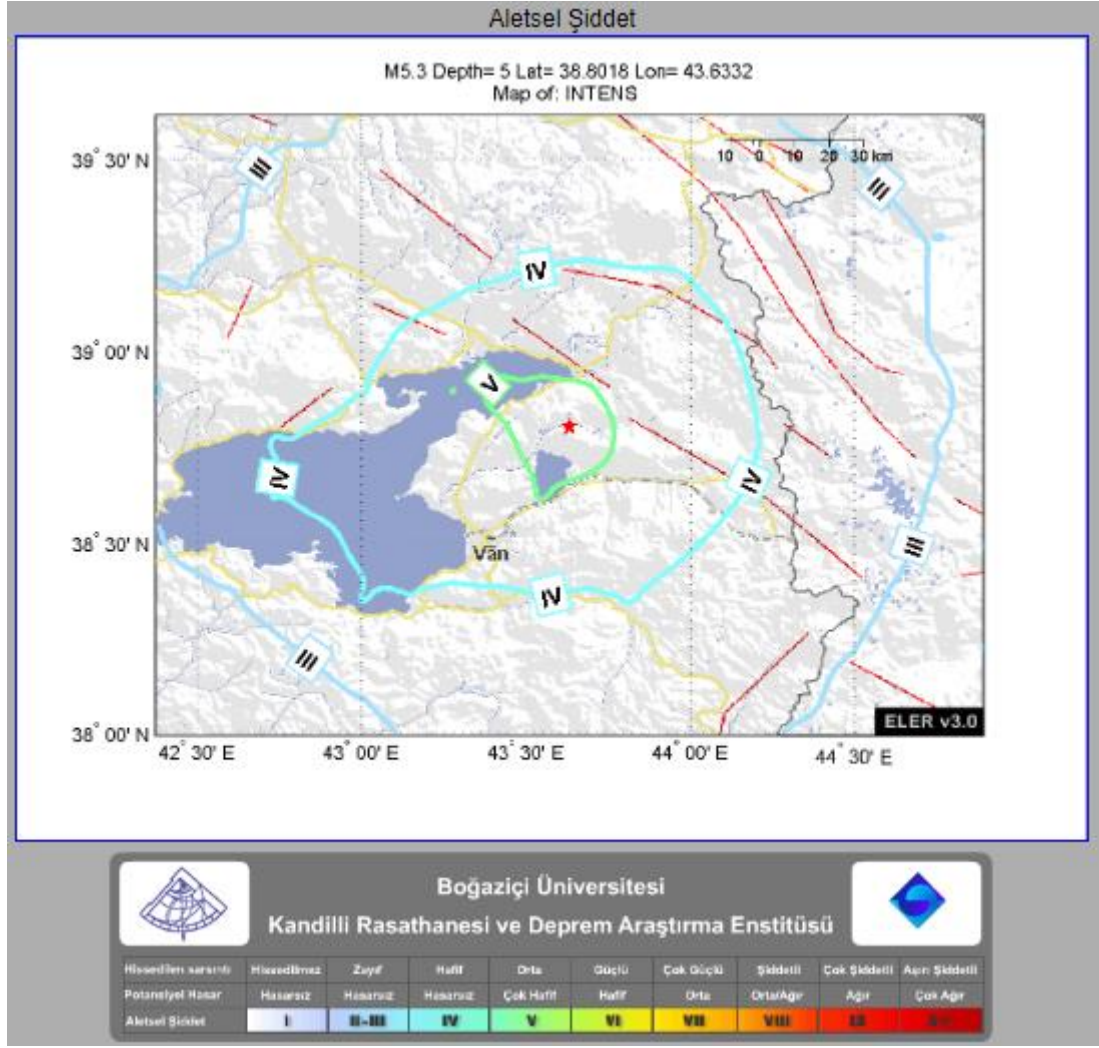 Aletsel Şiddet
M5.3 Depth= 5 Lat= 38.8018 Lon= 43.6332
Map of: INTENS
10 0 10 20 30 km
39° 30' N
III
III
IV
39° 00' N
V
IV
IV
38° 30' N
Vān
III
IV
III
38° 00' N
ELER v3.0
42° 30' E
43° 00' E
43° 30' E
44° 00' E
44° 30' E
Boğaziçi Üniversitesi
Kandilli Rasathanesi ve Deprem Araştırma Enstitüsü
Hissedilen sarsıntı Hissedilmez Zayıf Hafif Orta Güçlü Çok Güçlü Şiddetli Çok Şiddetli Aşırı Şiddetli
Potansiyel Hasar Hasarsız Hasarsız Hasarsız Çok Hafif Hafif Orta Orta/Ağır Ağır Çok Ağır
Aletsel Şiddet I II-III IV V VI VII VIII IX